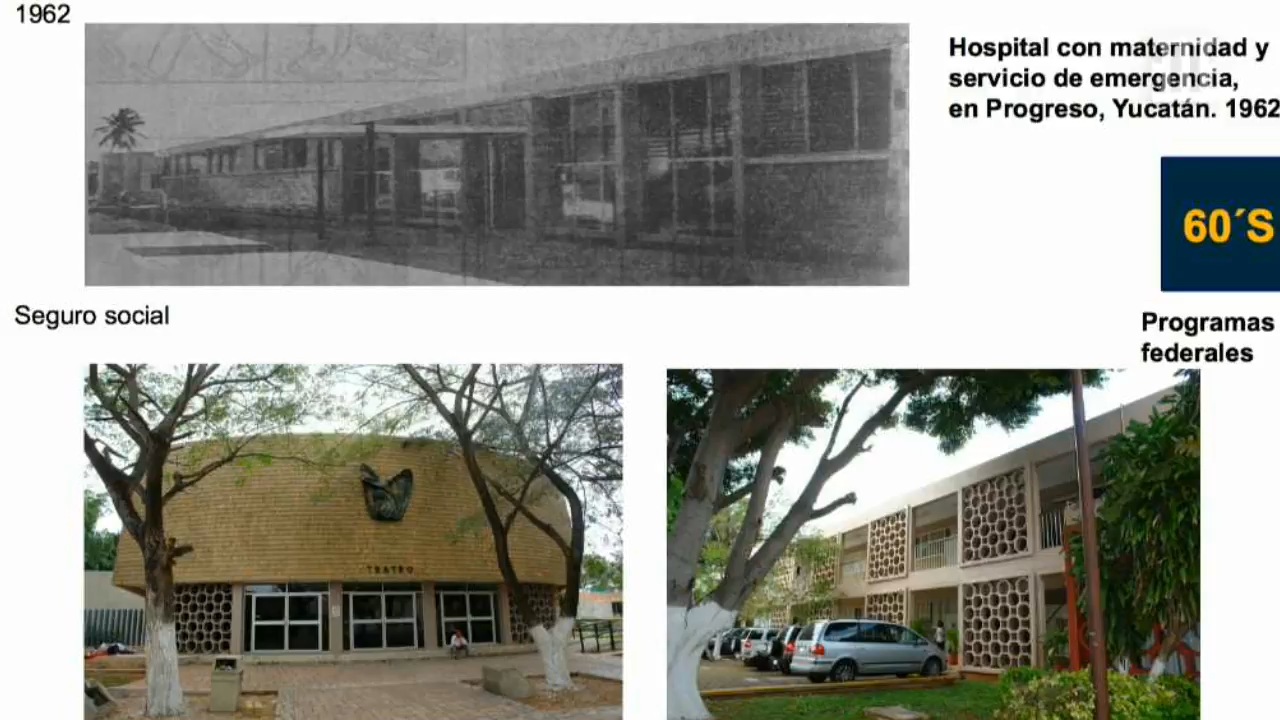 1962
Hospital con maternidad y
servicio de emergencia,
en Progreso, Yucatán. 1962
60´S
Programas
federales
Seguro social
TEATRO